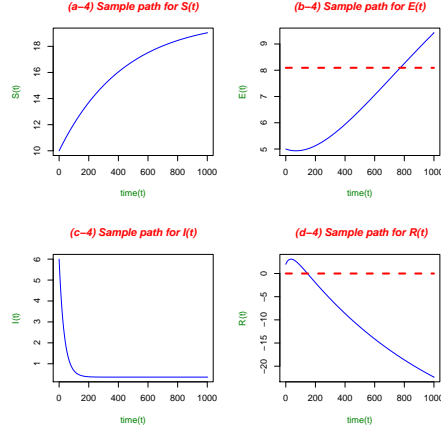 (a−4) Sample path for S(t)
S(t)
10 12 14 16 18
0 200 400 600 800 1000
time(t)
(b−4) Sample path for E(t)
E(t)
5 6 7 8 9
0 200 400 600 800 1000
time(t)
(c−4) Sample path for I(t)
I(t)
1 2 3 4 5 6
0 200 400 600 800 1000
time(t)
(d−4) Sample path for R(t)
R(t)
−20 −15 −10 −5 0
0 200 400 600 800 1000
time(t)